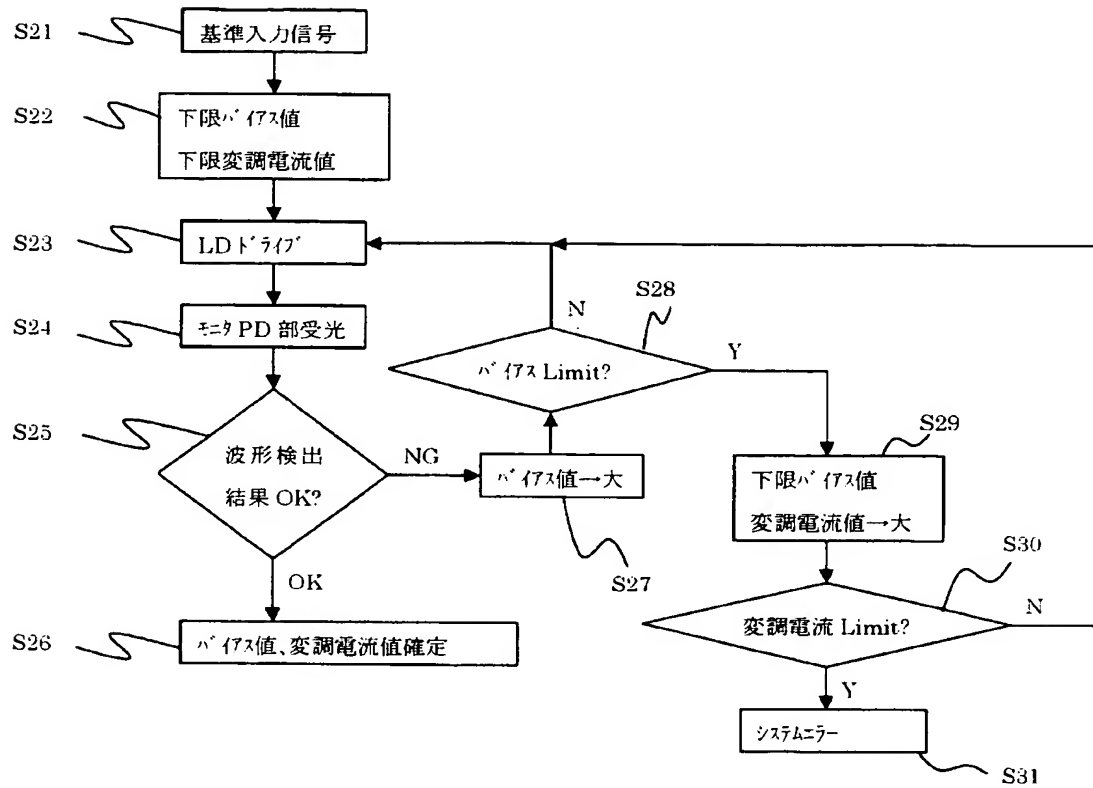 S21
基準入力信号
S22
下限バイアス値
下限変調電流値
S23
LDドライブ
S24
モニタPD部受光
S25
波形検出
結果OK?
NG
OK
S26
バイアス値、変調電流値確定
バイアス値→大
S27
バイアスLimit?
S28
N
Y
S29
下限バイアス値
変調電流値→大
S30
変調電流Limit?
N
Y
システムエラー
S31